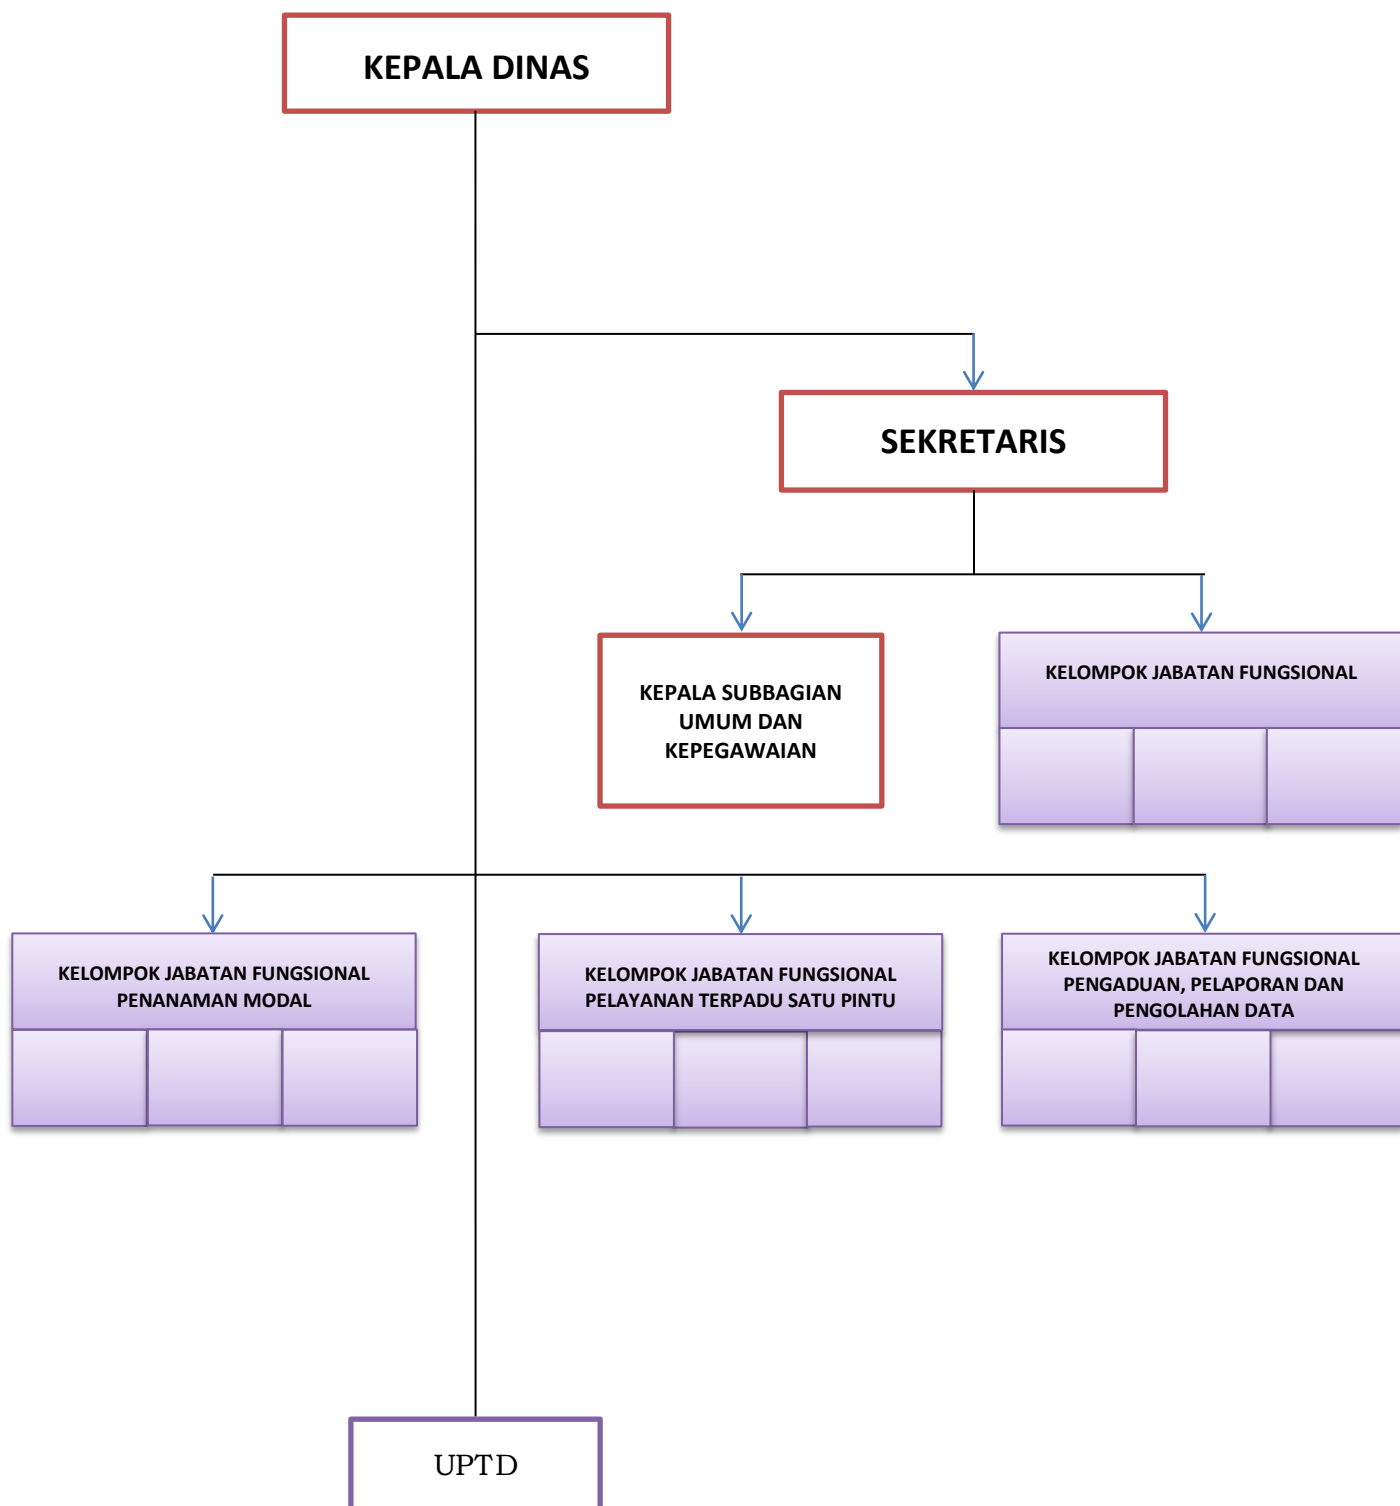 KEPALA DINAS
SEKRETARIS
KEPALA SUBBAGIAN
UMUM DAN
KEPEGAWAIAN
KELOMPOK JABATAN FUNGSIONAL
KELOMPOK JABATAN FUNGSIONAL
PENANAMAN MODAL
KELOMPOK JABATAN FUNGSIONAL
PELAYANAN TERPADU SATU PINTU
KELOMPOK JABATAN FUNGSIONAL
PENGADUAN, PELAPORAN DAN
PENGOLAHAN DATA
UPTD